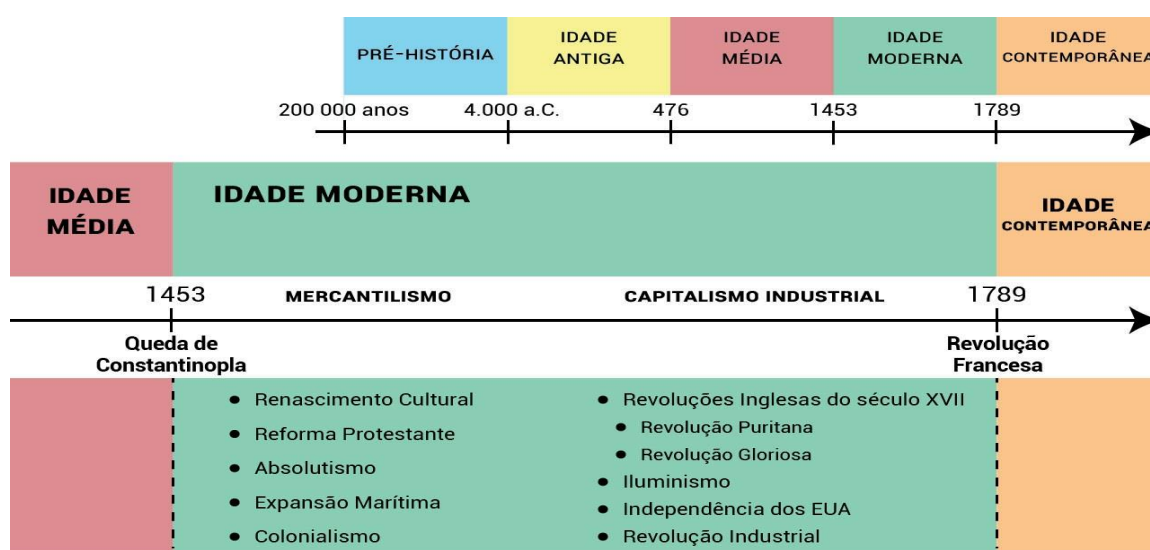 PRÉ-HISTÓRIA
IDADE
ANTIGA
IDADE
MÉDIA
IDADE
MODERNA
IDADE
CONTEMPORÂNEA
200 000 anos
4.000 a.C.
476
1453
1789
IDADE
MÉDIA
IDADE MODERNA
IDADE
CONTEMPORÂNEA
1453
MERCANTILISMO
CAPITALISMO INDUSTRIAL
1789
Queda de
Constantinopla
Revolução
Francesa
• Renascimento Cultural
• Reforma Protestante
• Absolutismo
• Expansão Marítima
• Colonialismo
• Revoluções Inglesas do século XVII
• Revolução Puritana
• Revolução Gloriosa
• Iluminismo
• Independência dos EUA
• Revolução Industrial